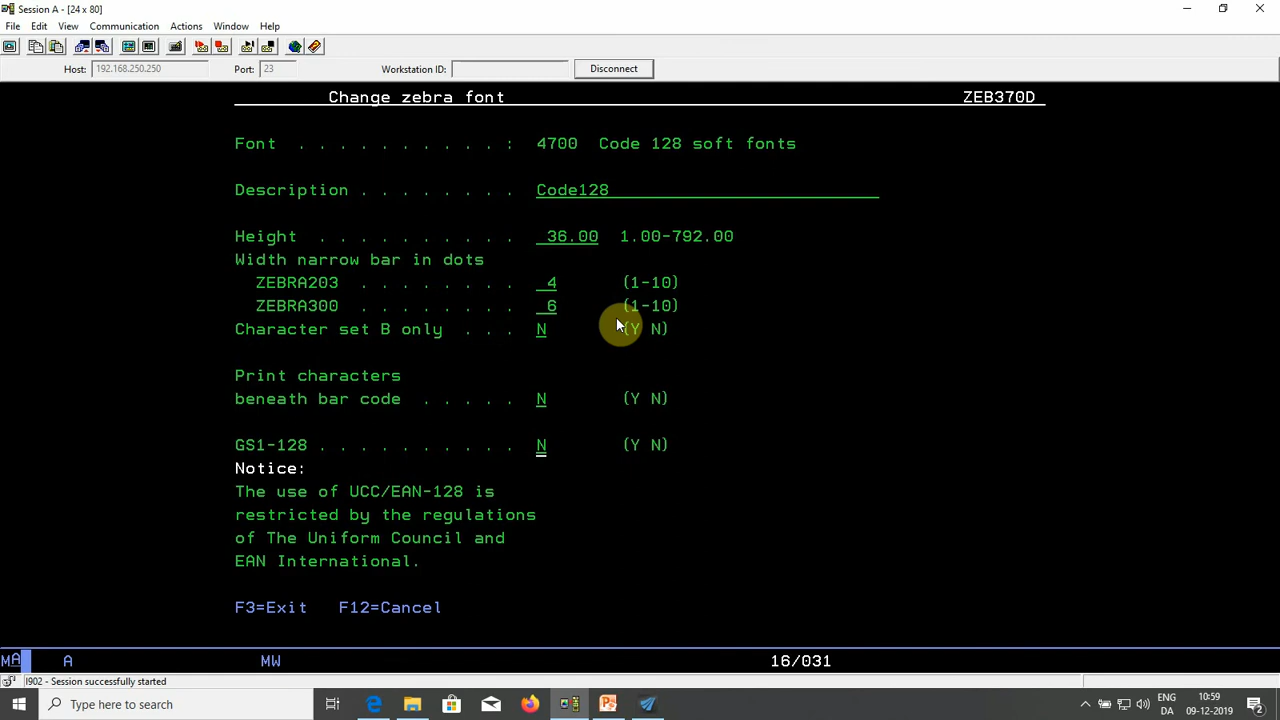 Session A - [24 x 80]
File Edit View Communication Actions Window Help
Host: 192.168.250.250 Port: 23 Workstation ID: Disconnect
Change zebra font ZEB370D
Font . . . . . . . . . . . : 4700 Code 128 soft fonts
Description . . . . . . . . Code128
Height . . . . . . . . . . 36.00 1.00-792.00
Width narrow bar in dots
ZEBRA203 . . . . . . . . 4 (1-10)
ZEBRA300 . . . . . . . . 6 (1-10)
Character set B only . . . N (Y N)
Print characters
beneath bar code . . . . . N (Y N)
GS1-128 . . . . . . . . . . N (Y N)
Notice:
The use of UCC/EAN-128 is
restricted by the regulations
of The Uniform Council and
EAN International.
F3=Exit F12=Cancel
MA A MW 16/031
I902 - Session successfully started
Type here to search
ENG 10:59
DA 09-12-2019
2